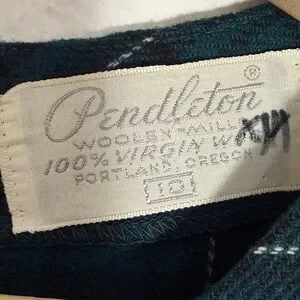 Pendleton ®
WOOLEN MILLS
100% VIRGIN WOOL
PORTLAND, OREGON
10